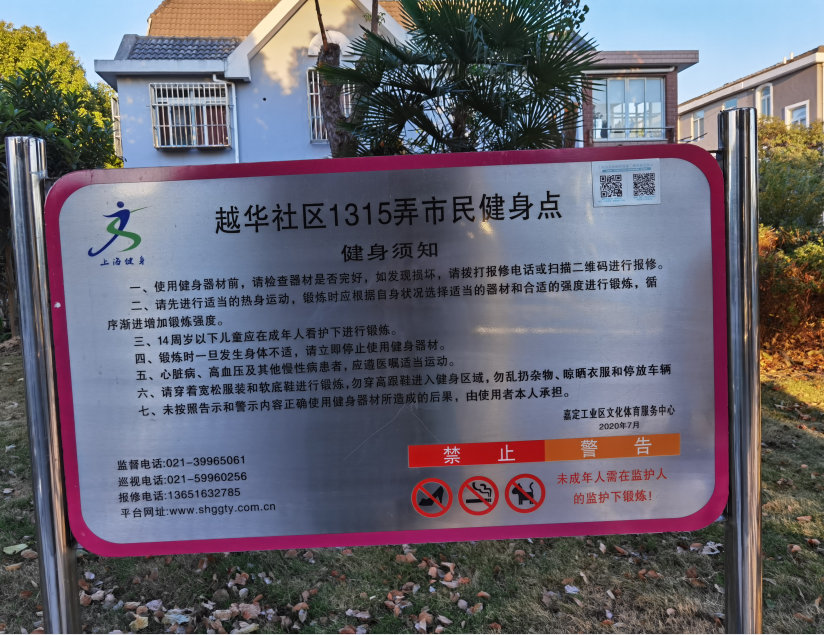 越华社区1315弄市民健身点
上海健身
健身须知
一、使用健身器材前，请检查器材是否完好，如发现损坏，请拨打报修电话或扫描二维码进行报修。
二、请先进行适当的热身运动，锻炼时应根据自身状况选择适当的器材和合适的强度进行锻炼，循
序渐进增加锻炼强度。
三、14周岁以下儿童应在成年人看护下进行锻炼。
四、锻炼时一旦发生身体不适，请立即停止使用健身器材。
五、心脏病、高血压及其他慢性病患者，应遵医嘱适当运动。
六、请穿着宽松服装和软底鞋进行锻炼，勿穿高跟鞋进入健身区域，勿乱扔杂物、晾晒衣服和停放车辆
七、未按照告示和警示内容正确使用健身器材所造成的后果，由使用者本人承担。
嘉定工业区文化体育服务中心
2020年7月
监督电话:021-39965061
巡视电话:021-59960256
报修电话:13651632785
平台网址:www.shggty.com.cn
禁止 警告
未成年人需在监护人
的监护下锻炼!